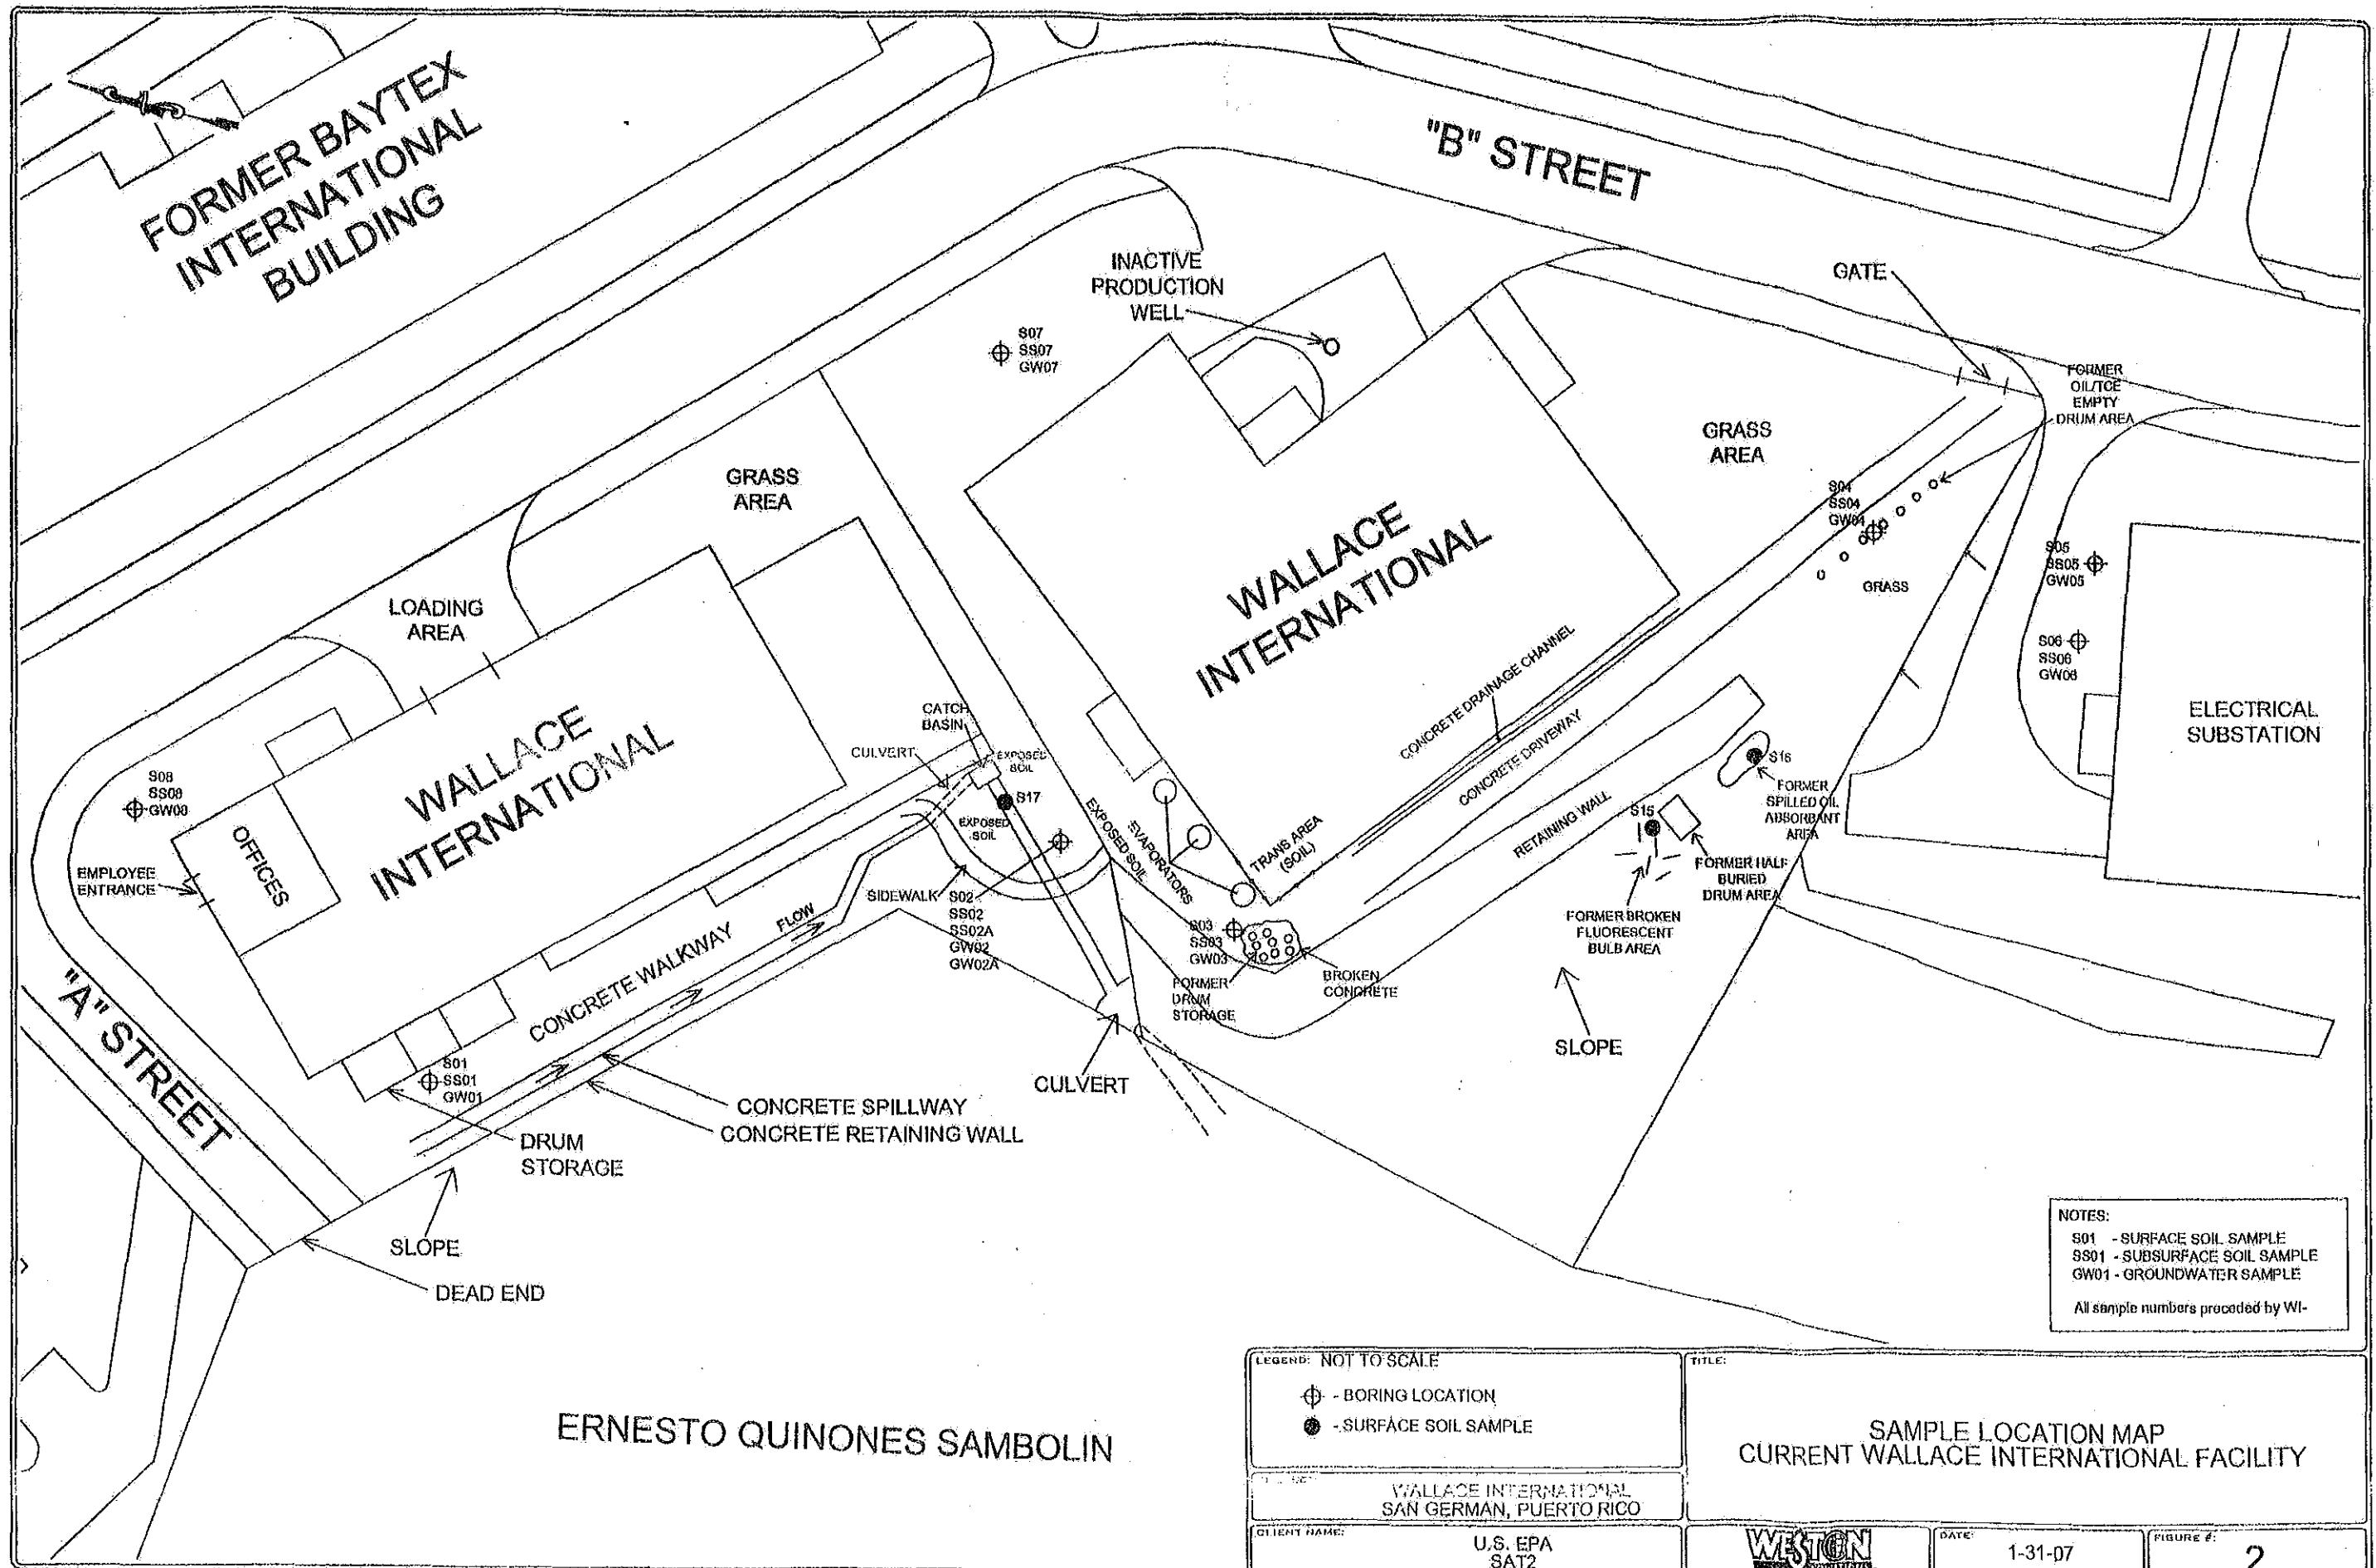 FORMER BAYTEX
INTERNATIONAL
BUILDING
"B" STREET
INACTIVE
PRODUCTION
WELL
GATE
FORMER
OIL/TCE
EMPTY
DRUM AREA
S07
SS07
GW07
GRASS
AREA
GRASS
AREA
S04
SS04
GW04
S05
SS05
GW05
GRASS
S06
SS06
GW06
ELECTRICAL
SUBSTATION
WALLACE
INTERNATIONAL
LOADING
AREA
WALLACE
INTERNATIONAL
CATCH
BASIN
CULVERT
EXPOSED
SOIL
S17
EXPOSED
SOIL
EXPOSED SOIL
EVAPORATORS
TRANS AREA
(SOIL)
CONCRETE DRAINAGE CHANNEL
CONCRETE DRIVEWAY
RETAINING WALL
S16
FORMER
SPILLED OIL
ABSORBANT
AREA
S15
FORMER HALF
BURIED
DRUM AREA
FORMER BROKEN
FLUORESCENT
BULB AREA
S08
SS08
GW08
OFFICES
EMPLOYEE
ENTRANCE
SIDEWALK
S02
SS02
SS02A
GW02
GW02A
S03
SS03
GW03
FORMER
DRUM
STORAGE
BROKEN
CONCRETE
SLOPE
FLOW
CONCRETE WALKWAY
"A" STREET
S01
SS01
GW01
CULVERT
CONCRETE SPILLWAY
CONCRETE RETAINING WALL
DRUM
STORAGE
SLOPE
DEAD END
ERNESTO QUINONES SAMBOLIN
NOTES:
S01 - SURFACE SOIL SAMPLE
SS01 - SUBSURFACE SOIL SAMPLE
GW01 - GROUNDWATER SAMPLE
All sample numbers preceded by WI-
LEGEND: NOT TO SCALE
- BORING LOCATION
- SURFACE SOIL SAMPLE
TITLE:
SAMPLE LOCATION MAP
CURRENT WALLACE INTERNATIONAL FACILITY
WALLACE INTERNATIONAL
SAN GERMAN, PUERTO RICO
CLIENT NAME:
U.S. EPA
SAT2
WESTON
DATE:
1-31-07
FIGURE #:
2